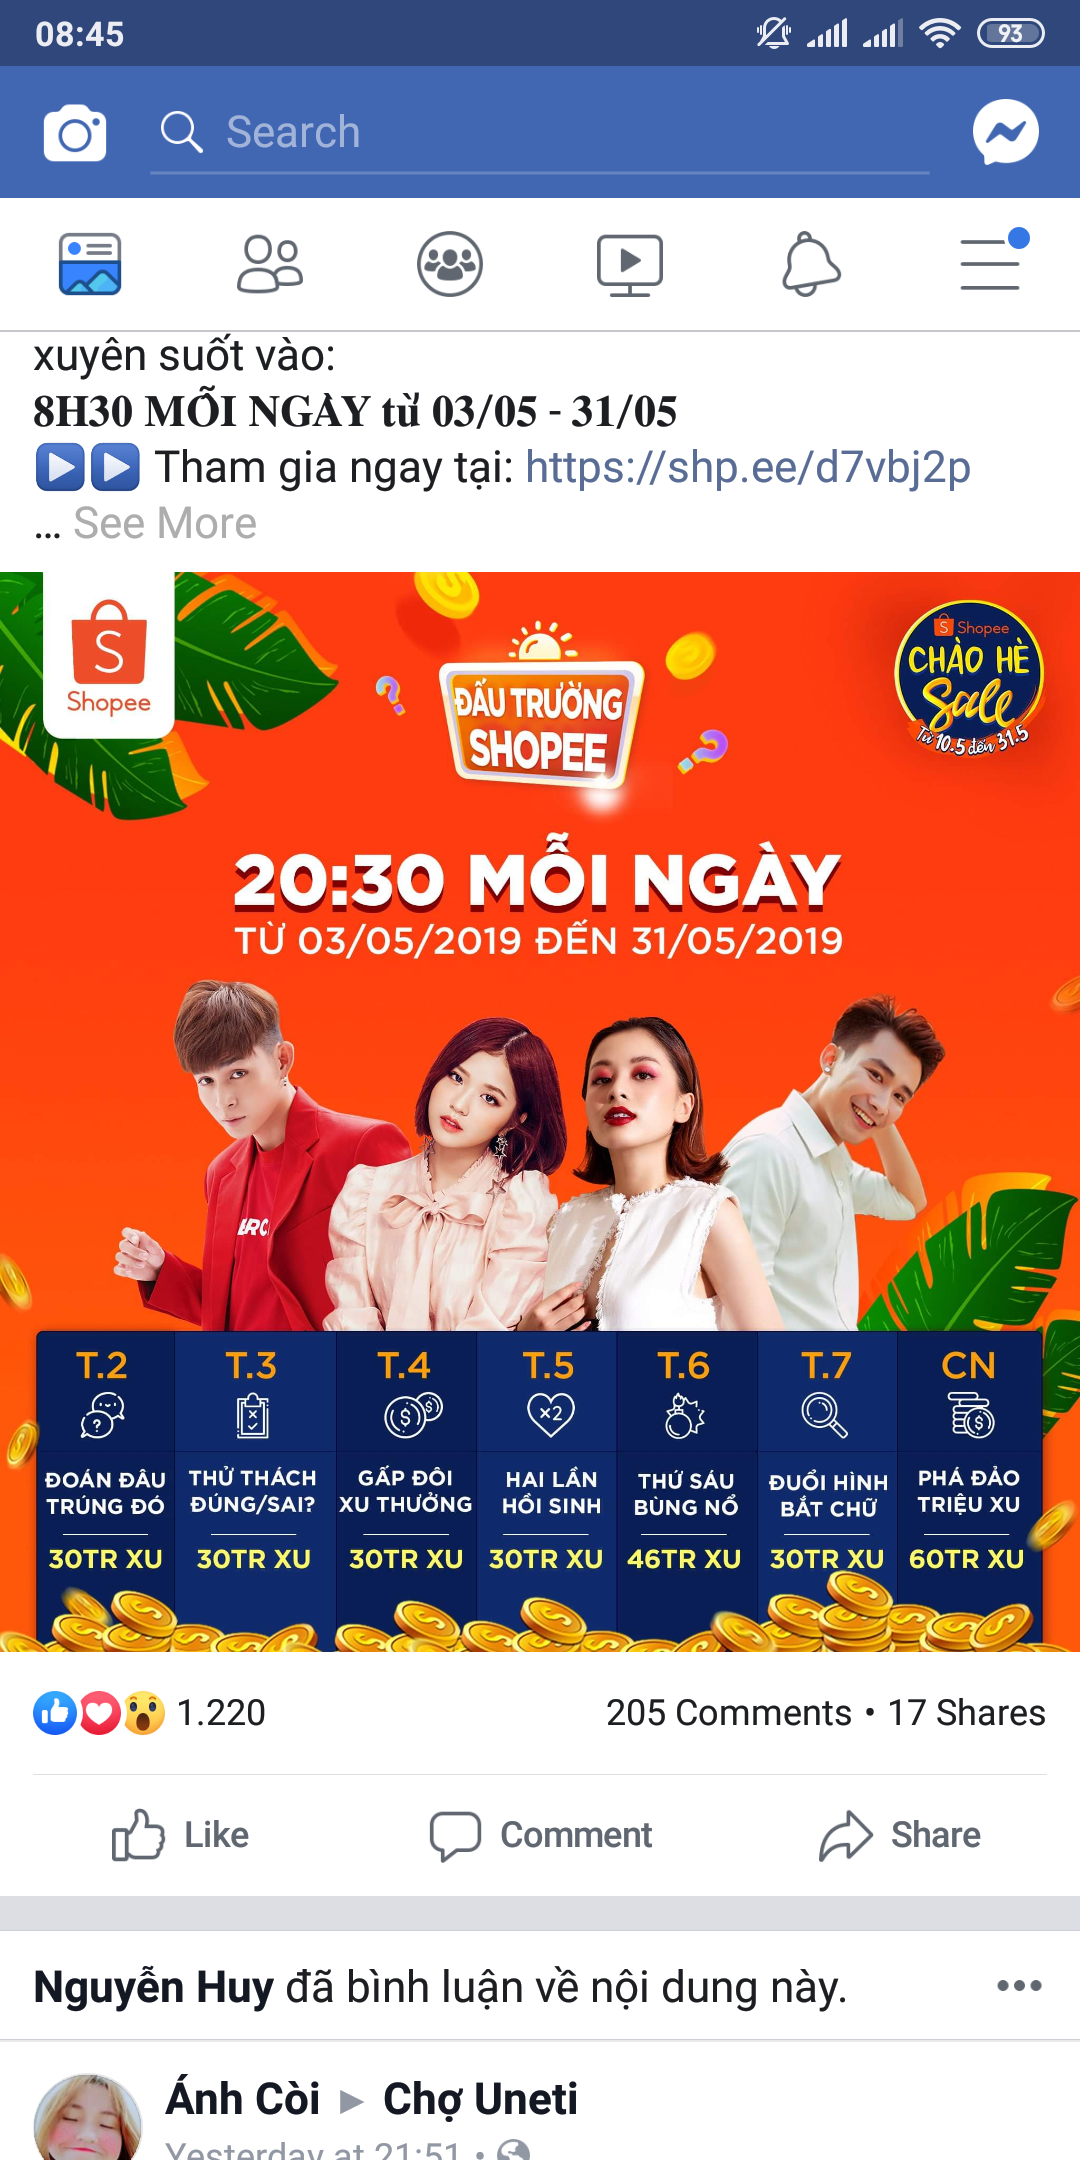 08:45
93
Search
xuyên suốt vào:
8H30 MỖI NGÀY từ 03/05 - 31/05
Tham gia ngay tại: https://shp.ee/d7vbj2p
... See More
S
Shopee
ĐẤU TRƯỜNG
SHOPEE
S Shopee
CHÀO HÈ
Sale
Từ 10.5 đến 31.5
20:30 MỖI NGÀY
TỪ 03/05/2019 ĐẾN 31/05/2019
T.2 T.3 T.4 T.5 T.6 T.7 CN
x2
ĐOÁN ĐÂU
TRÚNG ĐÓ
30TR XU
THỬ THÁCH
ĐÚNG/SAI?
30TR XU
GẤP ĐÔI
XU THƯỞNG
30TR XU
HAI LẦN
HỒI SINH
30TR XU
THỨ SÁU
BÙNG NỔ
46TR XU
ĐUỔI HÌNH
BẮT CHỮ
30TR XU
PHÁ ĐẢO
TRIỆU XU
60TR XU
1.220
205 Comments • 17 Shares
Like
Comment
Share
Nguyễn Huy đã bình luận về nội dung này.
Ánh Còi ▸ Chợ Uneti
Yesterday at 21:51 •